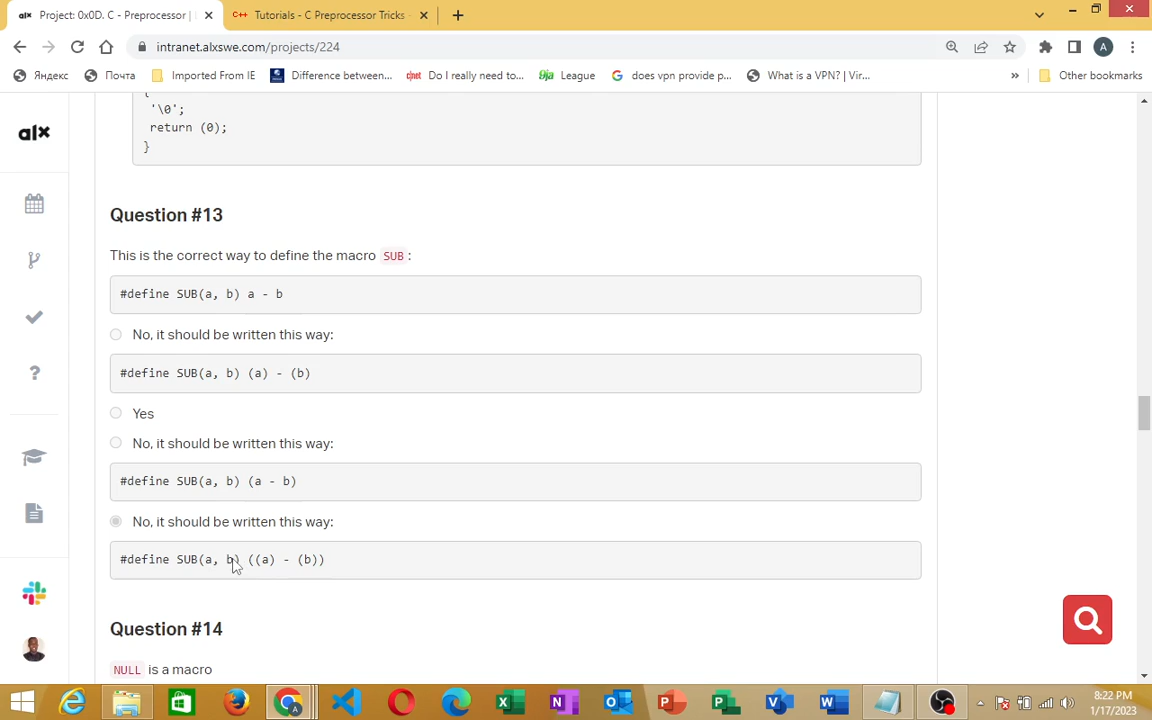 alx Project: 0x0D. C - Preprocessor |
C++ Tutorials - C Preprocessor Tricks
intranet.alxswe.com/projects/224
A
Яндекс
Почта
Imported From IE
Difference between...
Do I really need to...
League
does vpn provide p...
What is a VPN? | Vir...
»
Other bookmarks
alx
{
'\0';
return (0);
}
Question #13
This is the correct way to define the macro SUB :
#define SUB(a, b) a - b
No, it should be written this way:
#define SUB(a, b) (a) - (b)
Yes
No, it should be written this way:
#define SUB(a, b) (a - b)
No, it should be written this way:
#define SUB(a, b) ((a) - (b))
Question #14
NULL is a macro
8:22 PM
1/17/2023